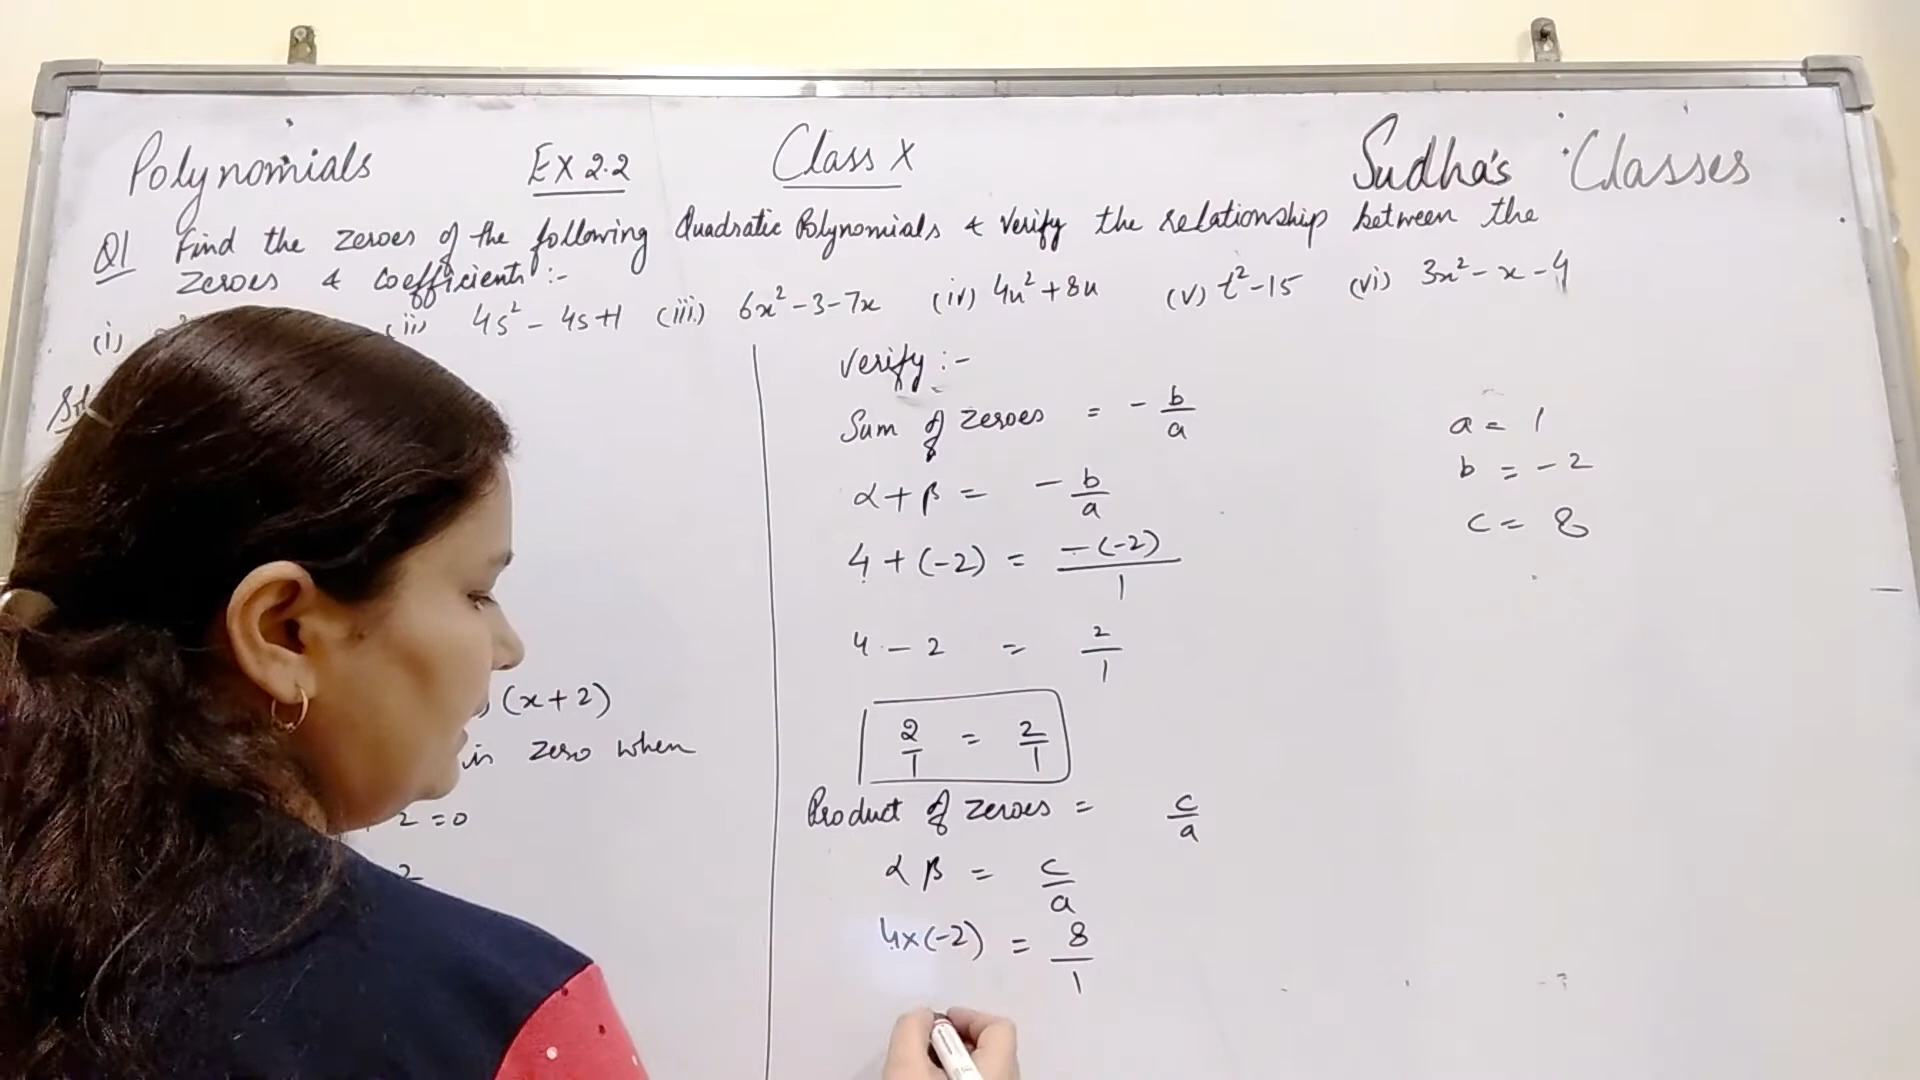 Polynomials EX 2.2 Class X Sudha's Classes
Q1 Find the zeroes of the following Quadratic Polynomials & Verify the relationship between the
zeroes & coefficients :-
(i) (ii) 4s² - 4s+1 (iii) 6x² - 3 - 7x (iv) 4u² + 8u (v) t² - 15 (vi) 3x² - x - 4
(x+2)
is zero when
2 = 0
2
Verify :-
Sum of zeroes = - b/a
α + β = - b/a
4 + (-2) = -(-2)/1
4 - 2 = 2/1
2/1 = 2/1
Product of zeroes = c/a
α β = c/a
4x(-2) = 8/1
a = 1
b = -2
c = 8